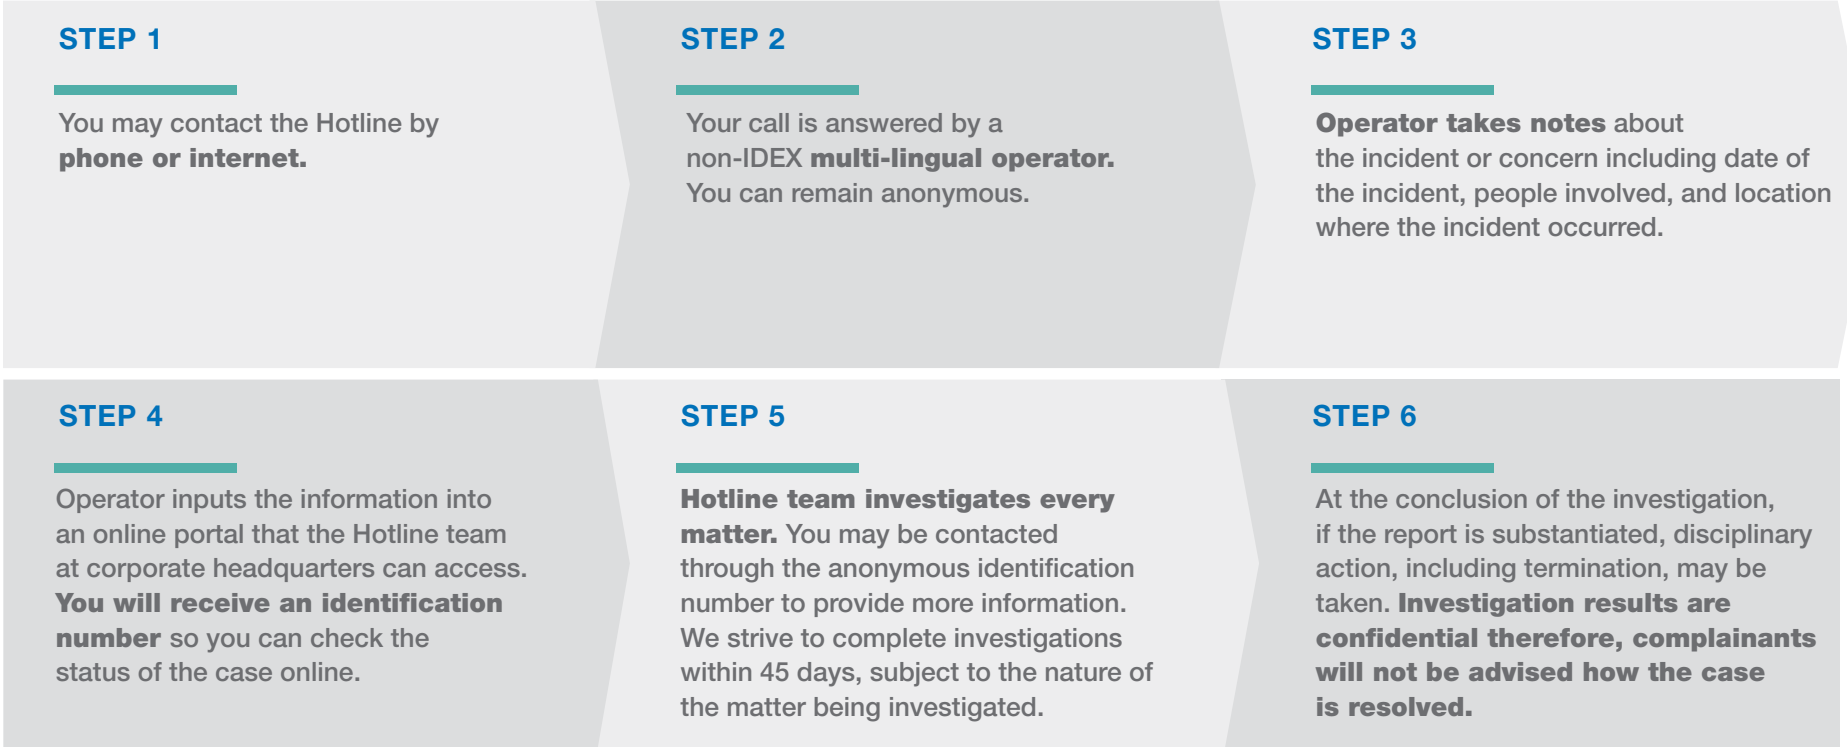 STEP 1
You may contact the Hotline by
phone or internet.
STEP 2
Your call is answered by a
non-IDEX multi-lingual operator.
You can remain anonymous.
STEP 3
Operator takes notes about
the incident or concern including date of
the incident, people involved, and location
where the incident occurred.
STEP 4
Operator inputs the information into
an online portal that the Hotline team
at corporate headquarters can access.
You will receive an identification
number so you can check the
status of the case online.
STEP 5
Hotline team investigates every
matter. You may be contacted
through the anonymous identification
number to provide more information.
We strive to complete investigations
within 45 days, subject to the nature of
the matter being investigated.
STEP 6
At the conclusion of the investigation,
if the report is substantiated, disciplinary
action, including termination, may be
taken. Investigation results are
confidential therefore, complainants
will not be advised how the case
is resolved.